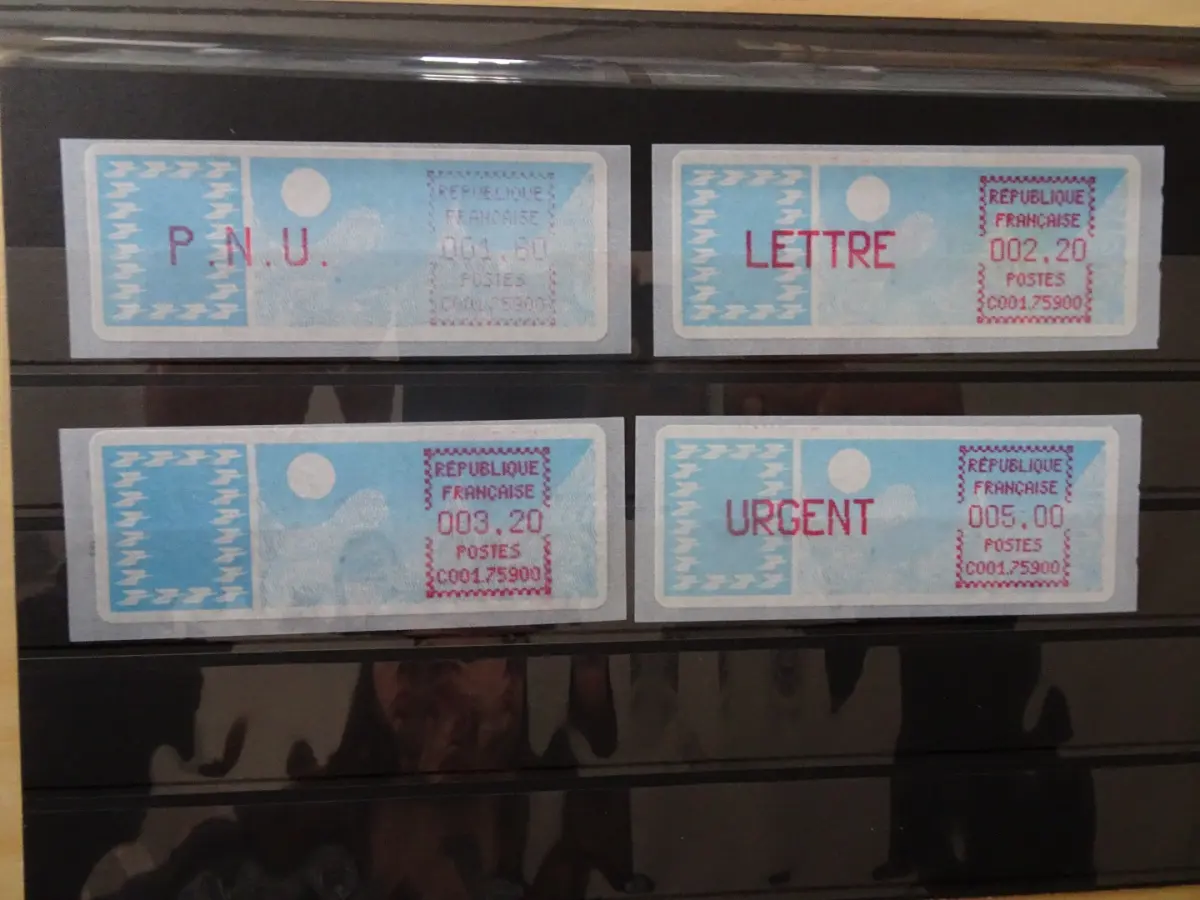 P.N.U.
RÉPUBLIQUE
FRANÇAISE
001.60
POSTES
C001.75900
LETTRE
RÉPUBLIQUE
FRANÇAISE
002.20
POSTES
C001.75900
RÉPUBLIQUE
FRANÇAISE
003.20
POSTES
C001.75900
URGENT
RÉPUBLIQUE
FRANÇAISE
005.00
POSTES
C001.75900